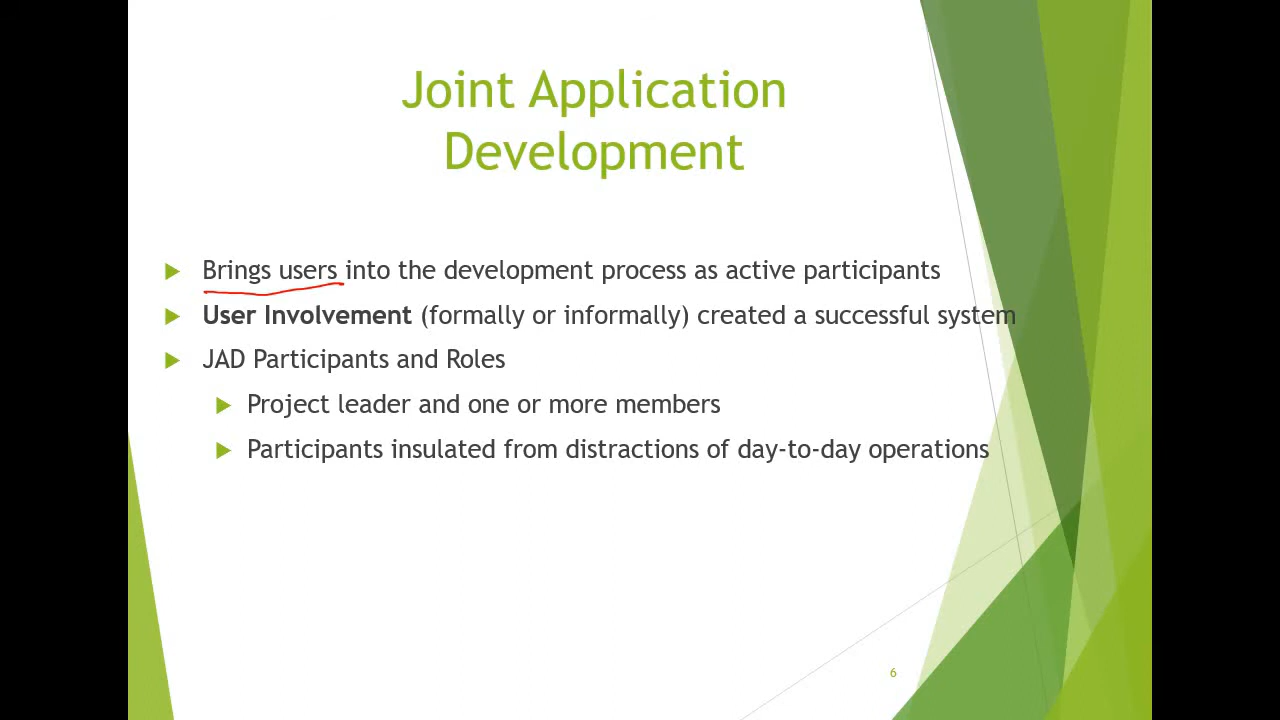 Joint Application
Development
Brings users into the development process as active participants
User Involvement (formally or informally) created a successful system
JAD Participants and Roles
Project leader and one or more members
Participants insulated from distractions of day-to-day operations
6